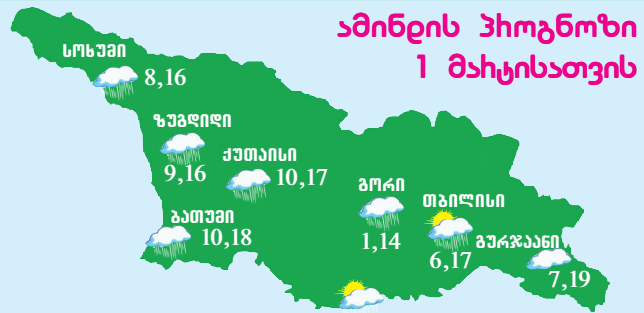 ამინდის პროგნოზი
1 მარტისათვის
სოხუმი
8,16
ზუგდიდი
9,16
ქუთაისი
10,17
ბათუმი
10,18
გორი
1,14
თბილისი
6,17
გურჯაანი
7,19